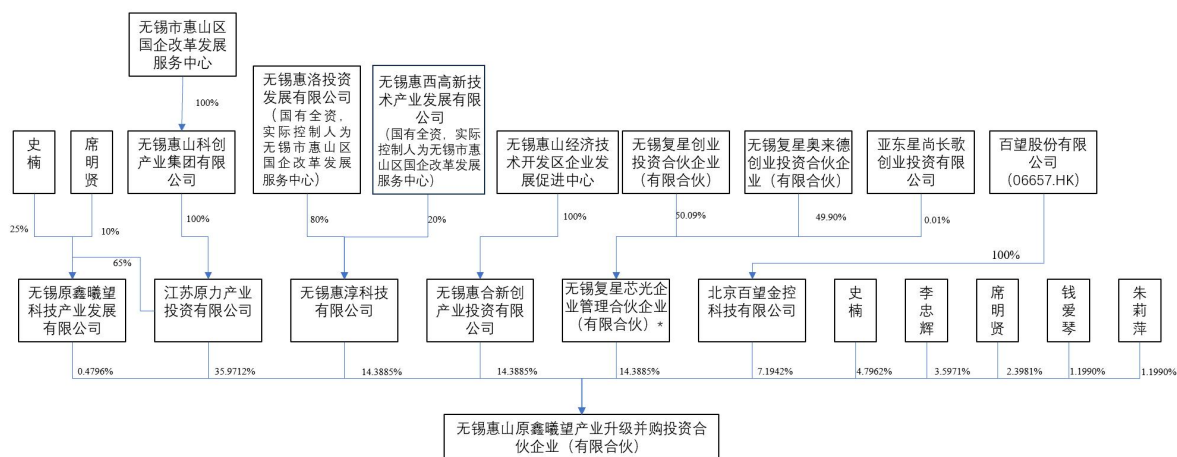 无锡市惠山区
国企改革发展
服务中心
100%
史
楠
席
明
贤
无锡惠山科创
产业集团有限
公司
无锡惠洛投资
发展有限公司
（国有全资，
实际控制人为
无锡市惠山区
国企改革发展
服务中心）
无锡惠西高新技
术产业发展有限
公司
（国有全资，实际
控制人为无锡市惠
山区国企改革发展
服务中心）
无锡惠山经济技
术开发区企业发
展促进中心
无锡复星创业
投资合伙企业
（有限合伙）
无锡复星奥来德
创业投资合伙企
业（有限合伙）
亚东星尚长歌
创业投资有限
公司
百望股份有限
公司
（06657.HK）
25%
10%
100%
80%
20%
100%
50.09%
49.90%
0.01%
65%
100%
无锡原鑫曦望
科技产业发展
有限公司
江苏原力产业
投资有限公司
无锡惠淳科技
有限公司
无锡惠合新创
产业投资有限
公司
无锡复星芯光企
业管理合伙企业
（有限合伙）*
北京百望金控
科技有限公司
史
楠
李
忠
辉
席
明
贤
钱
爱
琴
朱
莉
萍
0.4796%
35.9712%
14.3885%
14.3885%
14.3885%
7.1942%
4.7962%
3.5971%
2.3981%
1.1990%
1.1990%
无锡惠山原鑫曦望产业升级并购投资合
伙企业（有限合伙）